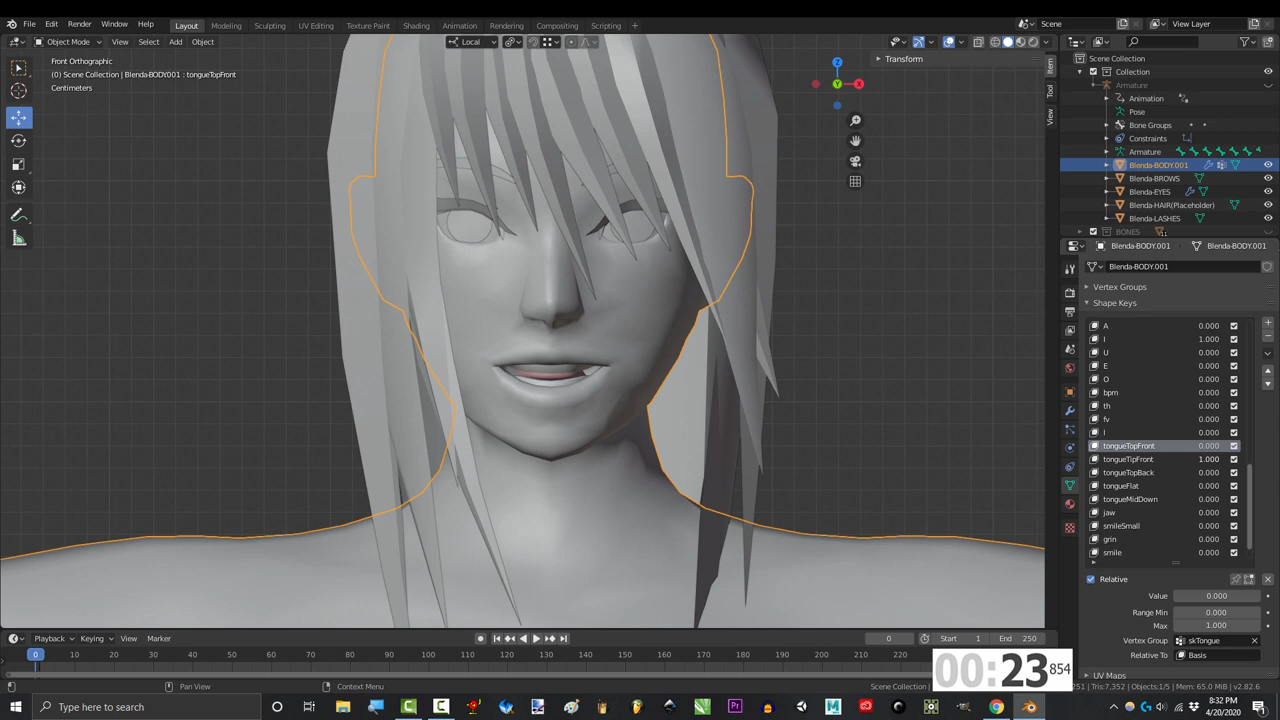 File Edit Render Window Help Layout Modeling Sculpting UV Editing Texture Paint Shading Animation Rendering Compositing Scripting + Scene View Layer
Object Mode View Select Add Object Local
Front Orthographic
(0) Scene Collection | Blenda-BODY.001 : tongueTopFront
Centimeters
Transform
Item
Tool
View
Z
Y
X
Scene Collection
Collection
Armature
Animation
Pose
Bone Groups
Constraints
Armature
Blenda-BODY.001
Blenda-BROWS
Blenda-EYES
Blenda-HAIR(Placeholder)
Blenda-LASHES
BONES
Blenda-BODY.001 Blenda-BODY.001
Blenda-BODY.001
Vertex Groups
Shape Keys
A 0.000
I 1.000
U 0.000
E 0.000
O 0.000
bpm 0.000
th 0.000
fv 0.000
l 0.000
tongueTopFront 0.000
tongueTipFront 1.000
tongueTopBack 0.000
tongueFlat 0.000
tongueMidDown 0.000
jaw 0.000
smileSmall 0.000
grin 0.000
smile 0.000
Relative
Value 0.000
Range Min 0.000
Max 1.000
Vertex Group skTongue
Relative To Basis
UV Maps
Playback Keying View Marker 0 Start 1 End 250
0 10 20 30 40 50 60 70 80 90 100 110 120 130 140 150 160 170 180 190 200 210 220
00:23 854
Pan View Context Menu Scene Collection 251 | Tris:7,352 | Objects:1/5 | Mem: 65.0 MiB | v2.82.6
Type here to search
8:32 PM
4/20/2020